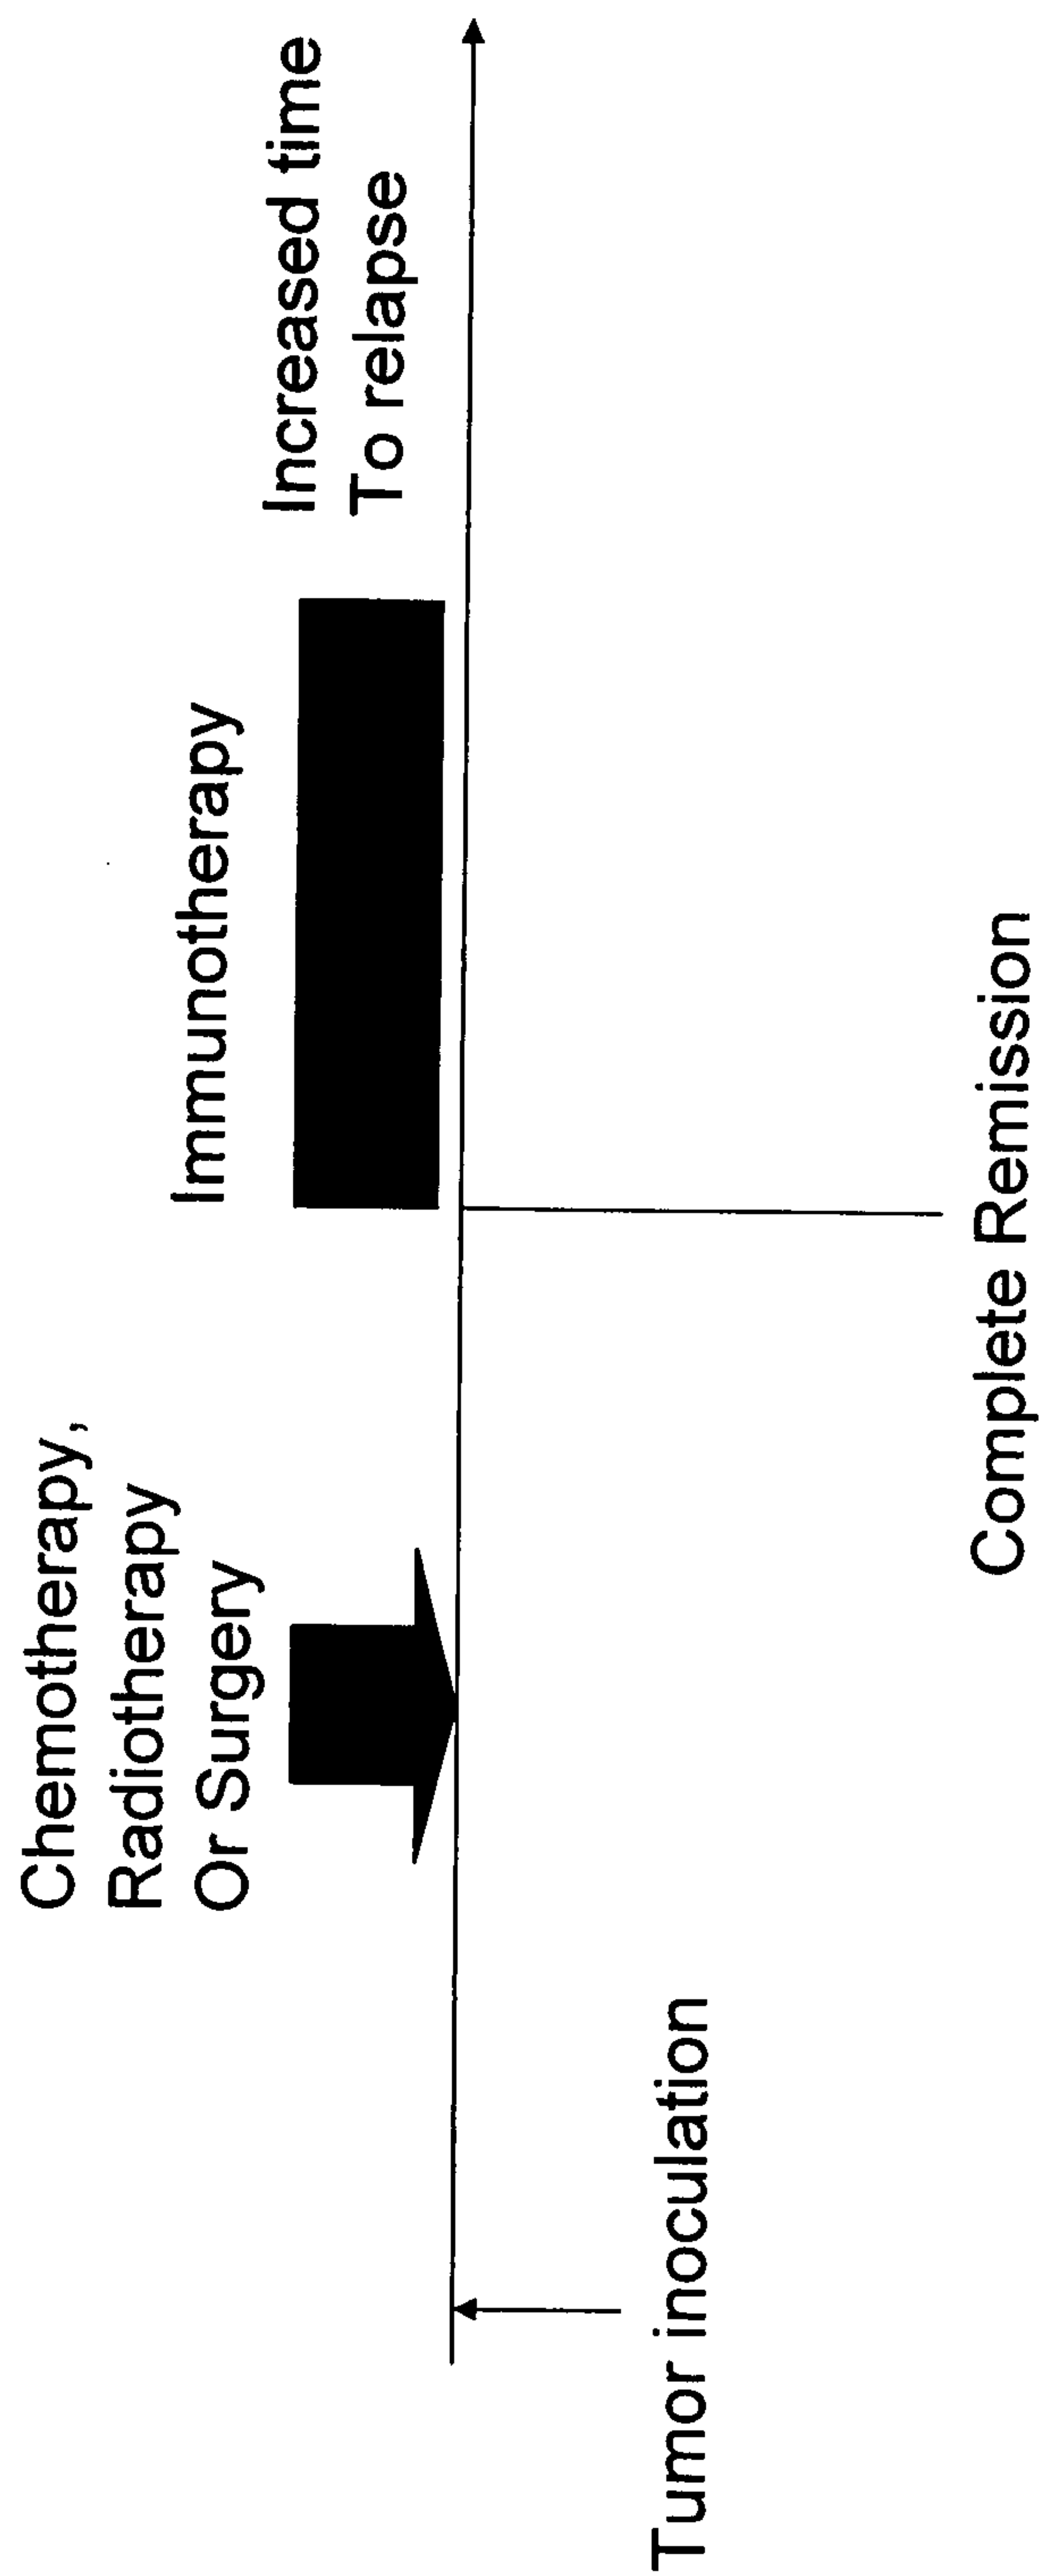 Chemotherapy,
Radiotherapy
Or Surgery
Immunotherapy
Increased time
To relapse
Tumor inoculation
Complete Remission